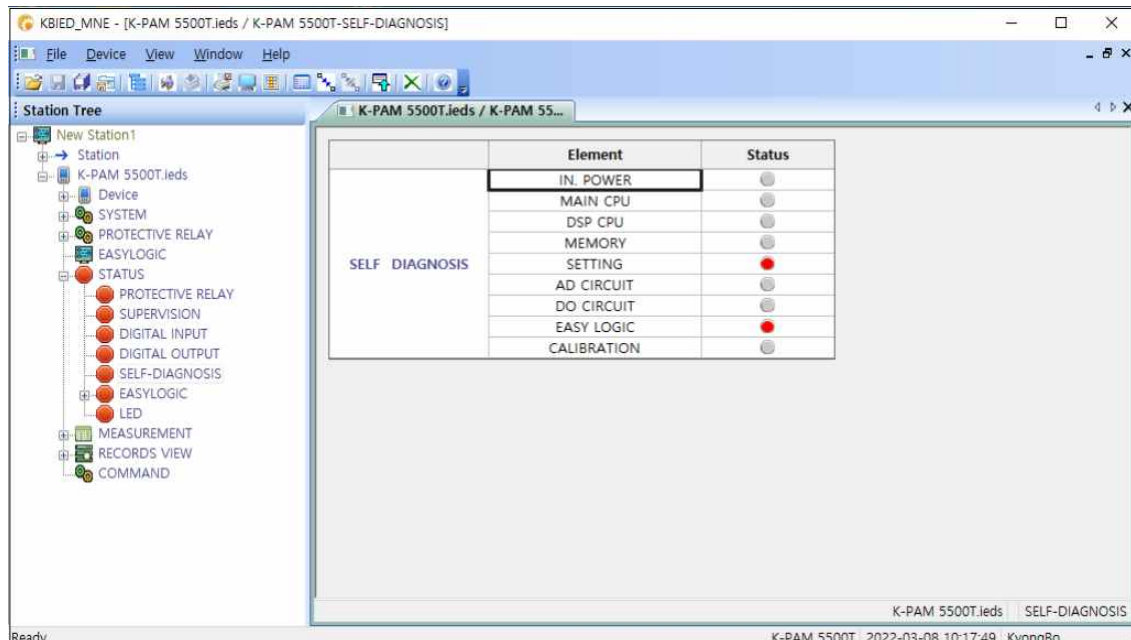 KBIED_MNE - [K-PAM 5500T.ieds / K-PAM 5500T-SELF-DIAGNOSIS]
File Device View Window Help
Station Tree
K-PAM 5500T.ieds / K-PAM 55...
New Station1
Station
K-PAM 5500T.ieds
Device
SYSTEM
PROTECTIVE RELAY
EASYLOGIC
STATUS
PROTECTIVE RELAY
SUPERVISION
DIGITAL INPUT
DIGITAL OUTPUT
SELF-DIAGNOSIS
EASYLOGIC
LED
MEASUREMENT
RECORDS VIEW
COMMAND
Element Status
SELF DIAGNOSIS
IN. POWER
MAIN CPU
DSP CPU
MEMORY
SETTING
AD CIRCUIT
DO CIRCUIT
EASY LOGIC
CALIBRATION
K-PAM 5500T.ieds SELF-DIAGNOSIS
Ready K-PAM 5500T 2022-03-08 10:17:49 KyongBo